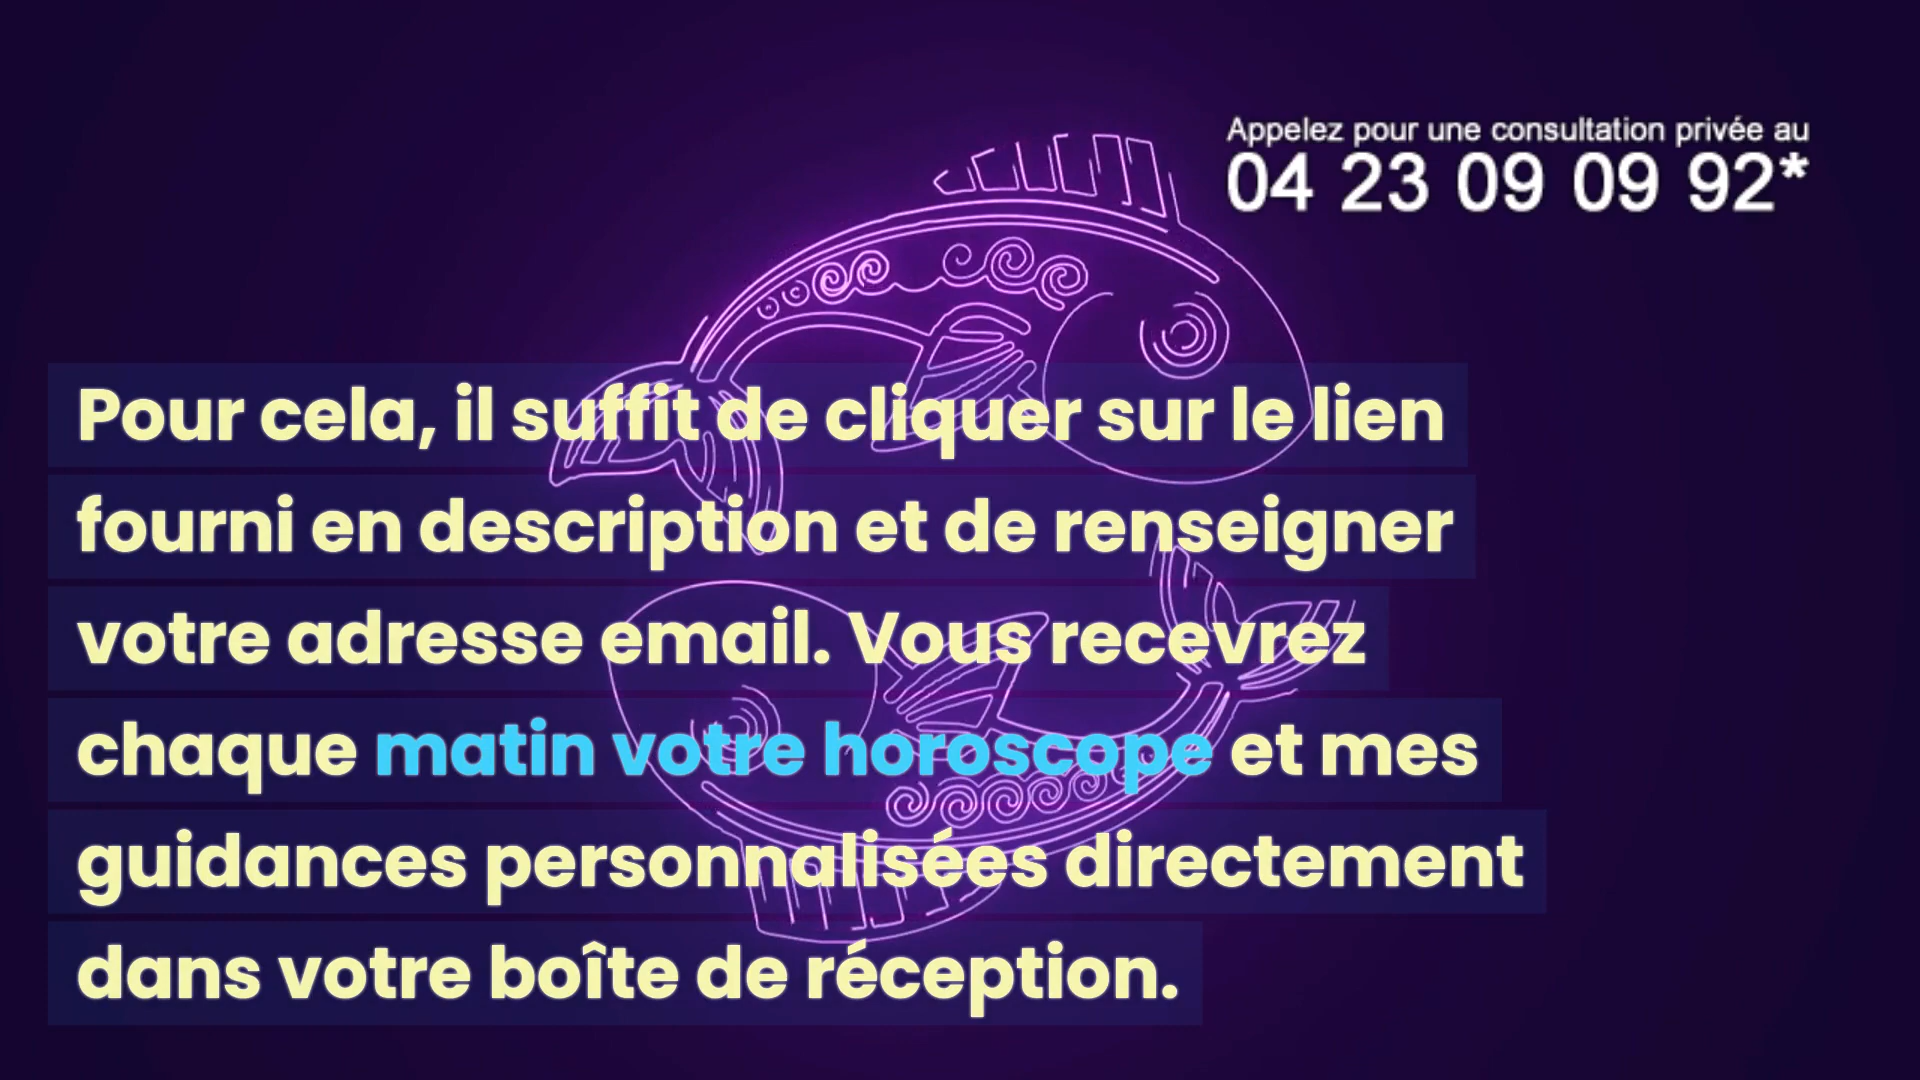 Appelez pour une consultation privée au
04 23 09 09 92*
Pour cela, il suffit de cliquer sur le lien
fourni en description et de renseigner
votre adresse email. Vous recevrez
chaque matin votre horoscope et mes
guidances personnalisées directement
dans votre boîte de réception.